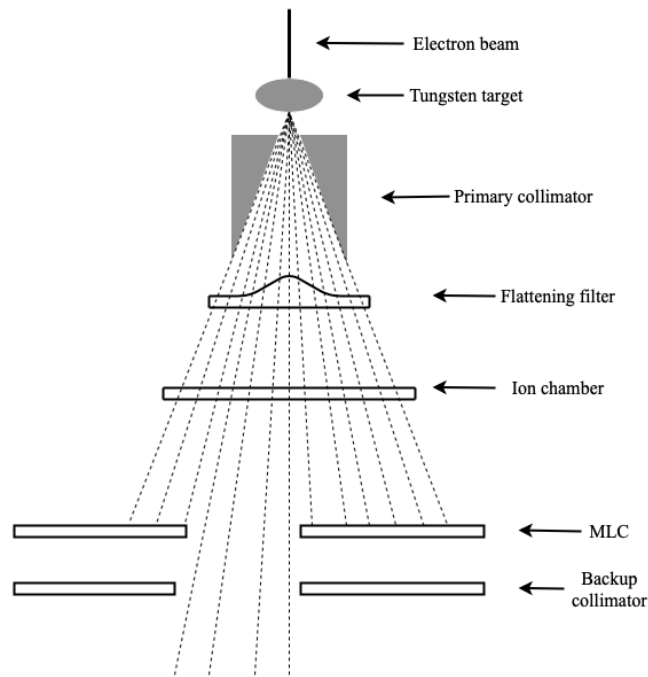 Electron beam
Tungsten target
Primary collimator
Flattening filter
Ion chamber
MLC
Backup
collimator